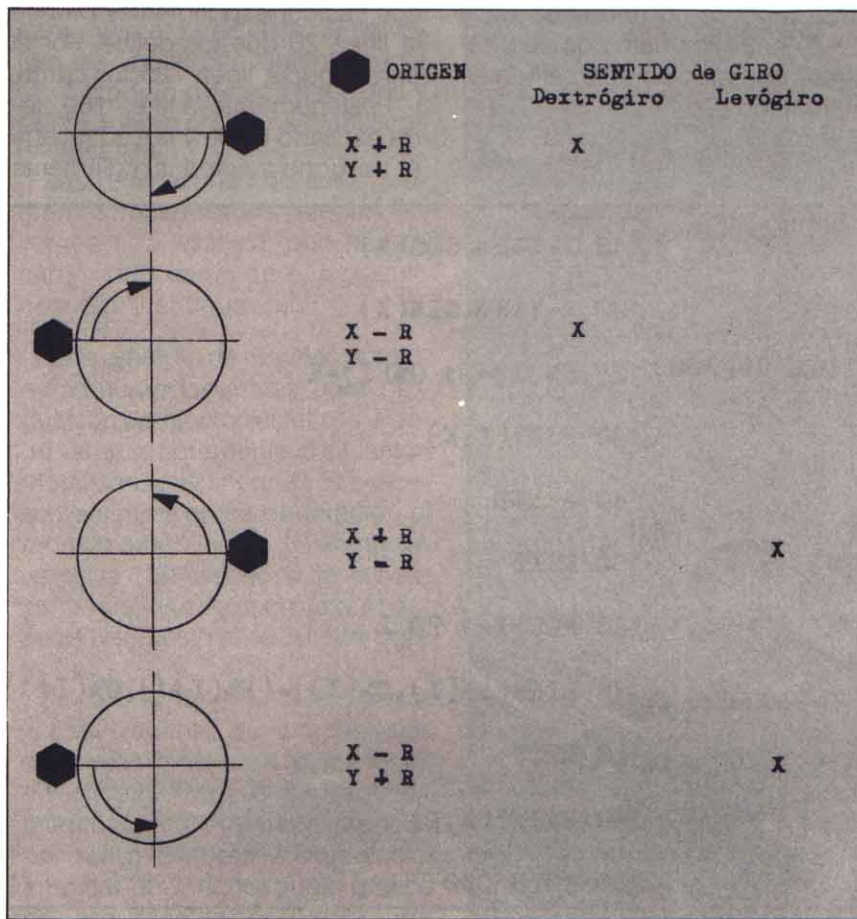 ORIGEN SENTIDO de GIRO
Dextrógiro Levógiro
X + R X
Y + R
X - R X
Y - R
X + R X
Y - R
X - R X
Y + R